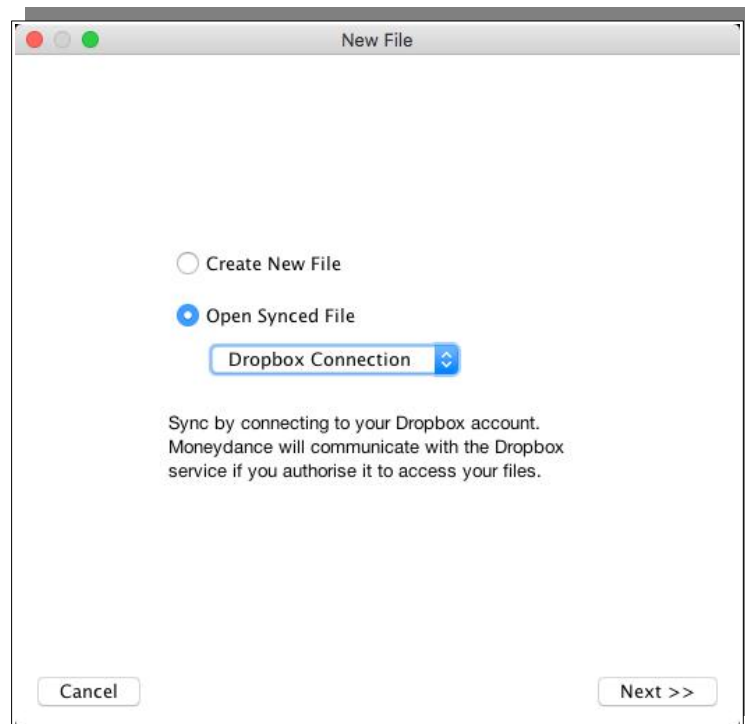 New File
Create New File
Open Synced File
Dropbox Connection
Sync by connecting to your Dropbox account.
Moneydance will communicate with the Dropbox
service if you authorise it to access your files.
Cancel
Next >>